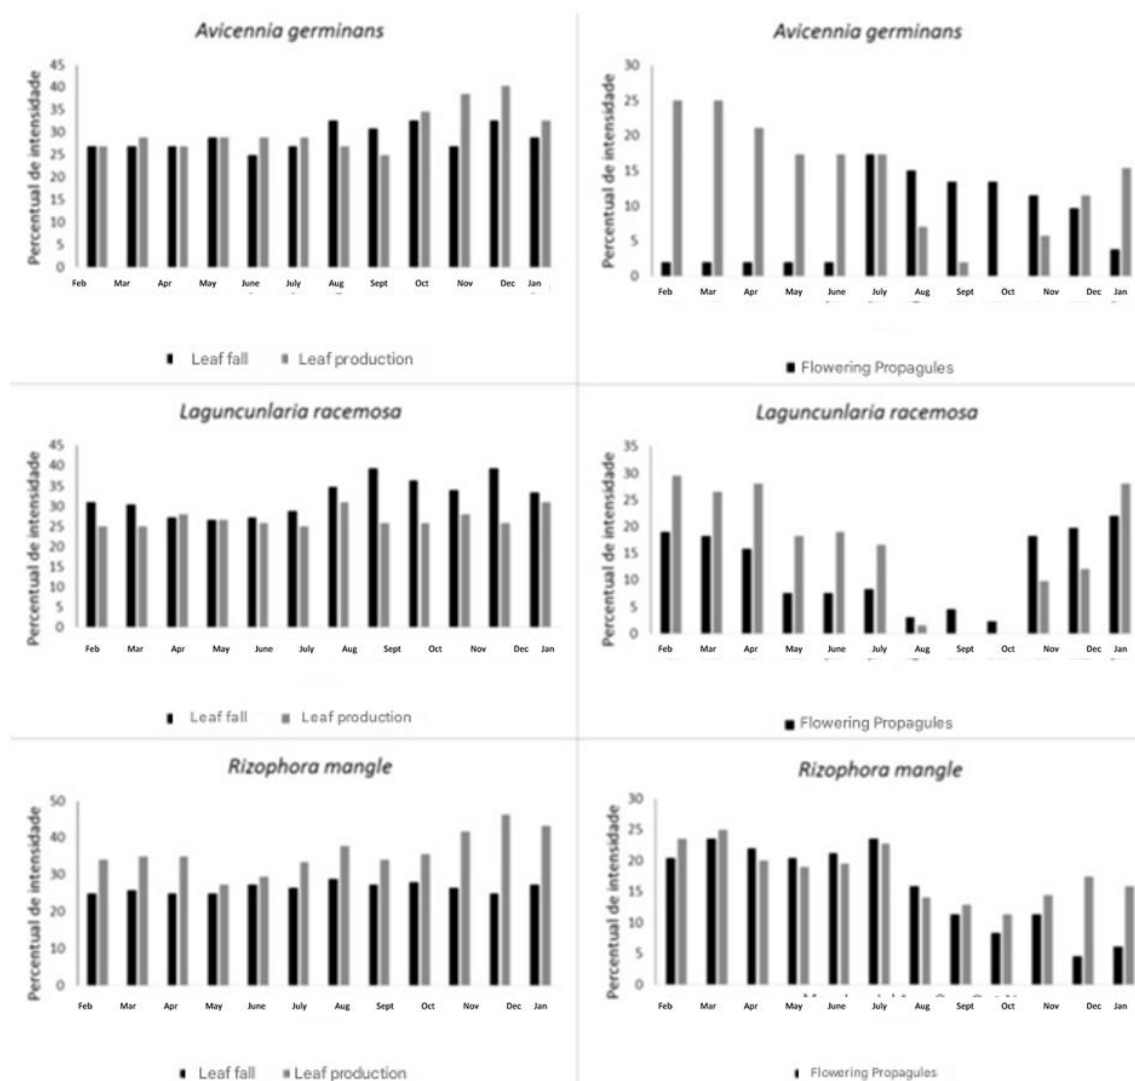 Avicennia germinans
Percentual de intensidade
45
40
35
30
25
20
15
10
5
0
Feb Mar Apr May June July Aug Sept Oct Nov Dec Jan
Leaf fall Leaf production
Avicennia germinans
Percentual de intensidade
30
25
20
15
10
5
0
Feb Mar Apr May June July Aug Sept Oct Nov Dec Jan
Flowering Propagules
Laguncunlaria racemosa
Percentual de intensidade
45
40
35
30
25
20
15
10
5
0
Feb Mar Apr May June July Aug Sept Oct Nov Dec Jan
Leaf fall Leaf production
Laguncunlaria racemosa
Percentual de intensidade
35
30
25
20
15
10
5
0
Feb Mar Apr May June July Aug Sept Oct Nov Dec Jan
Flowering Propagules
Rizophora mangle
Percentual de intensidade
50
40
30
20
10
0
Feb Mar Apr May June July Aug Sept Oct Nov Dec Jan
Leaf fall Leaf production
Rizophora mangle
Percentual de intensidade
30
25
20
15
10
5
0
Feb Mar Apr May June July Aug Sept Oct Nov Dec Jan
Flowering Propagules